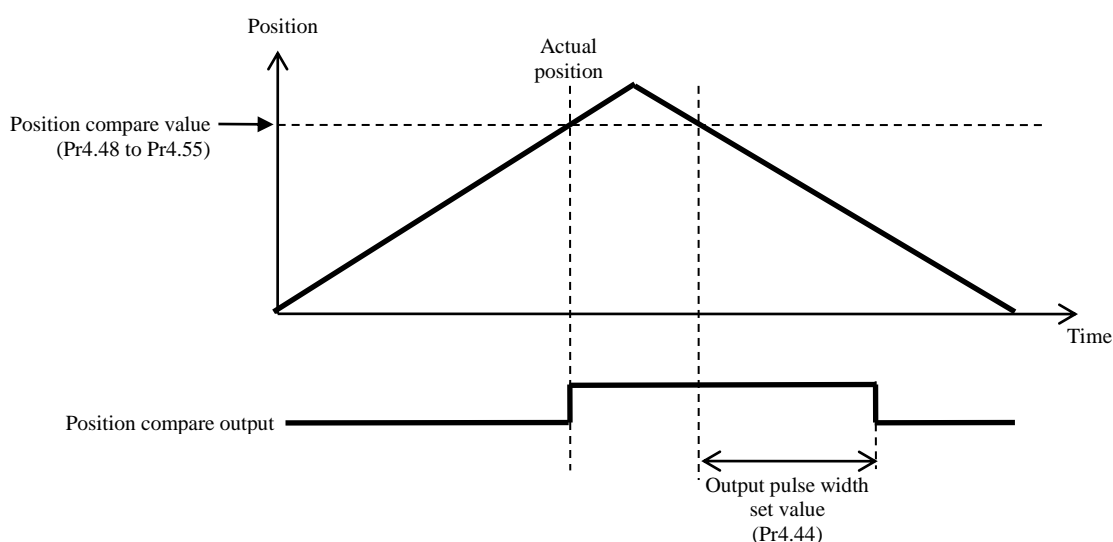 Position
Actual
position
Position compare value
(Pr4.48 to Pr4.55)
Time
Position compare output
Output pulse width
set value
(Pr4.44)